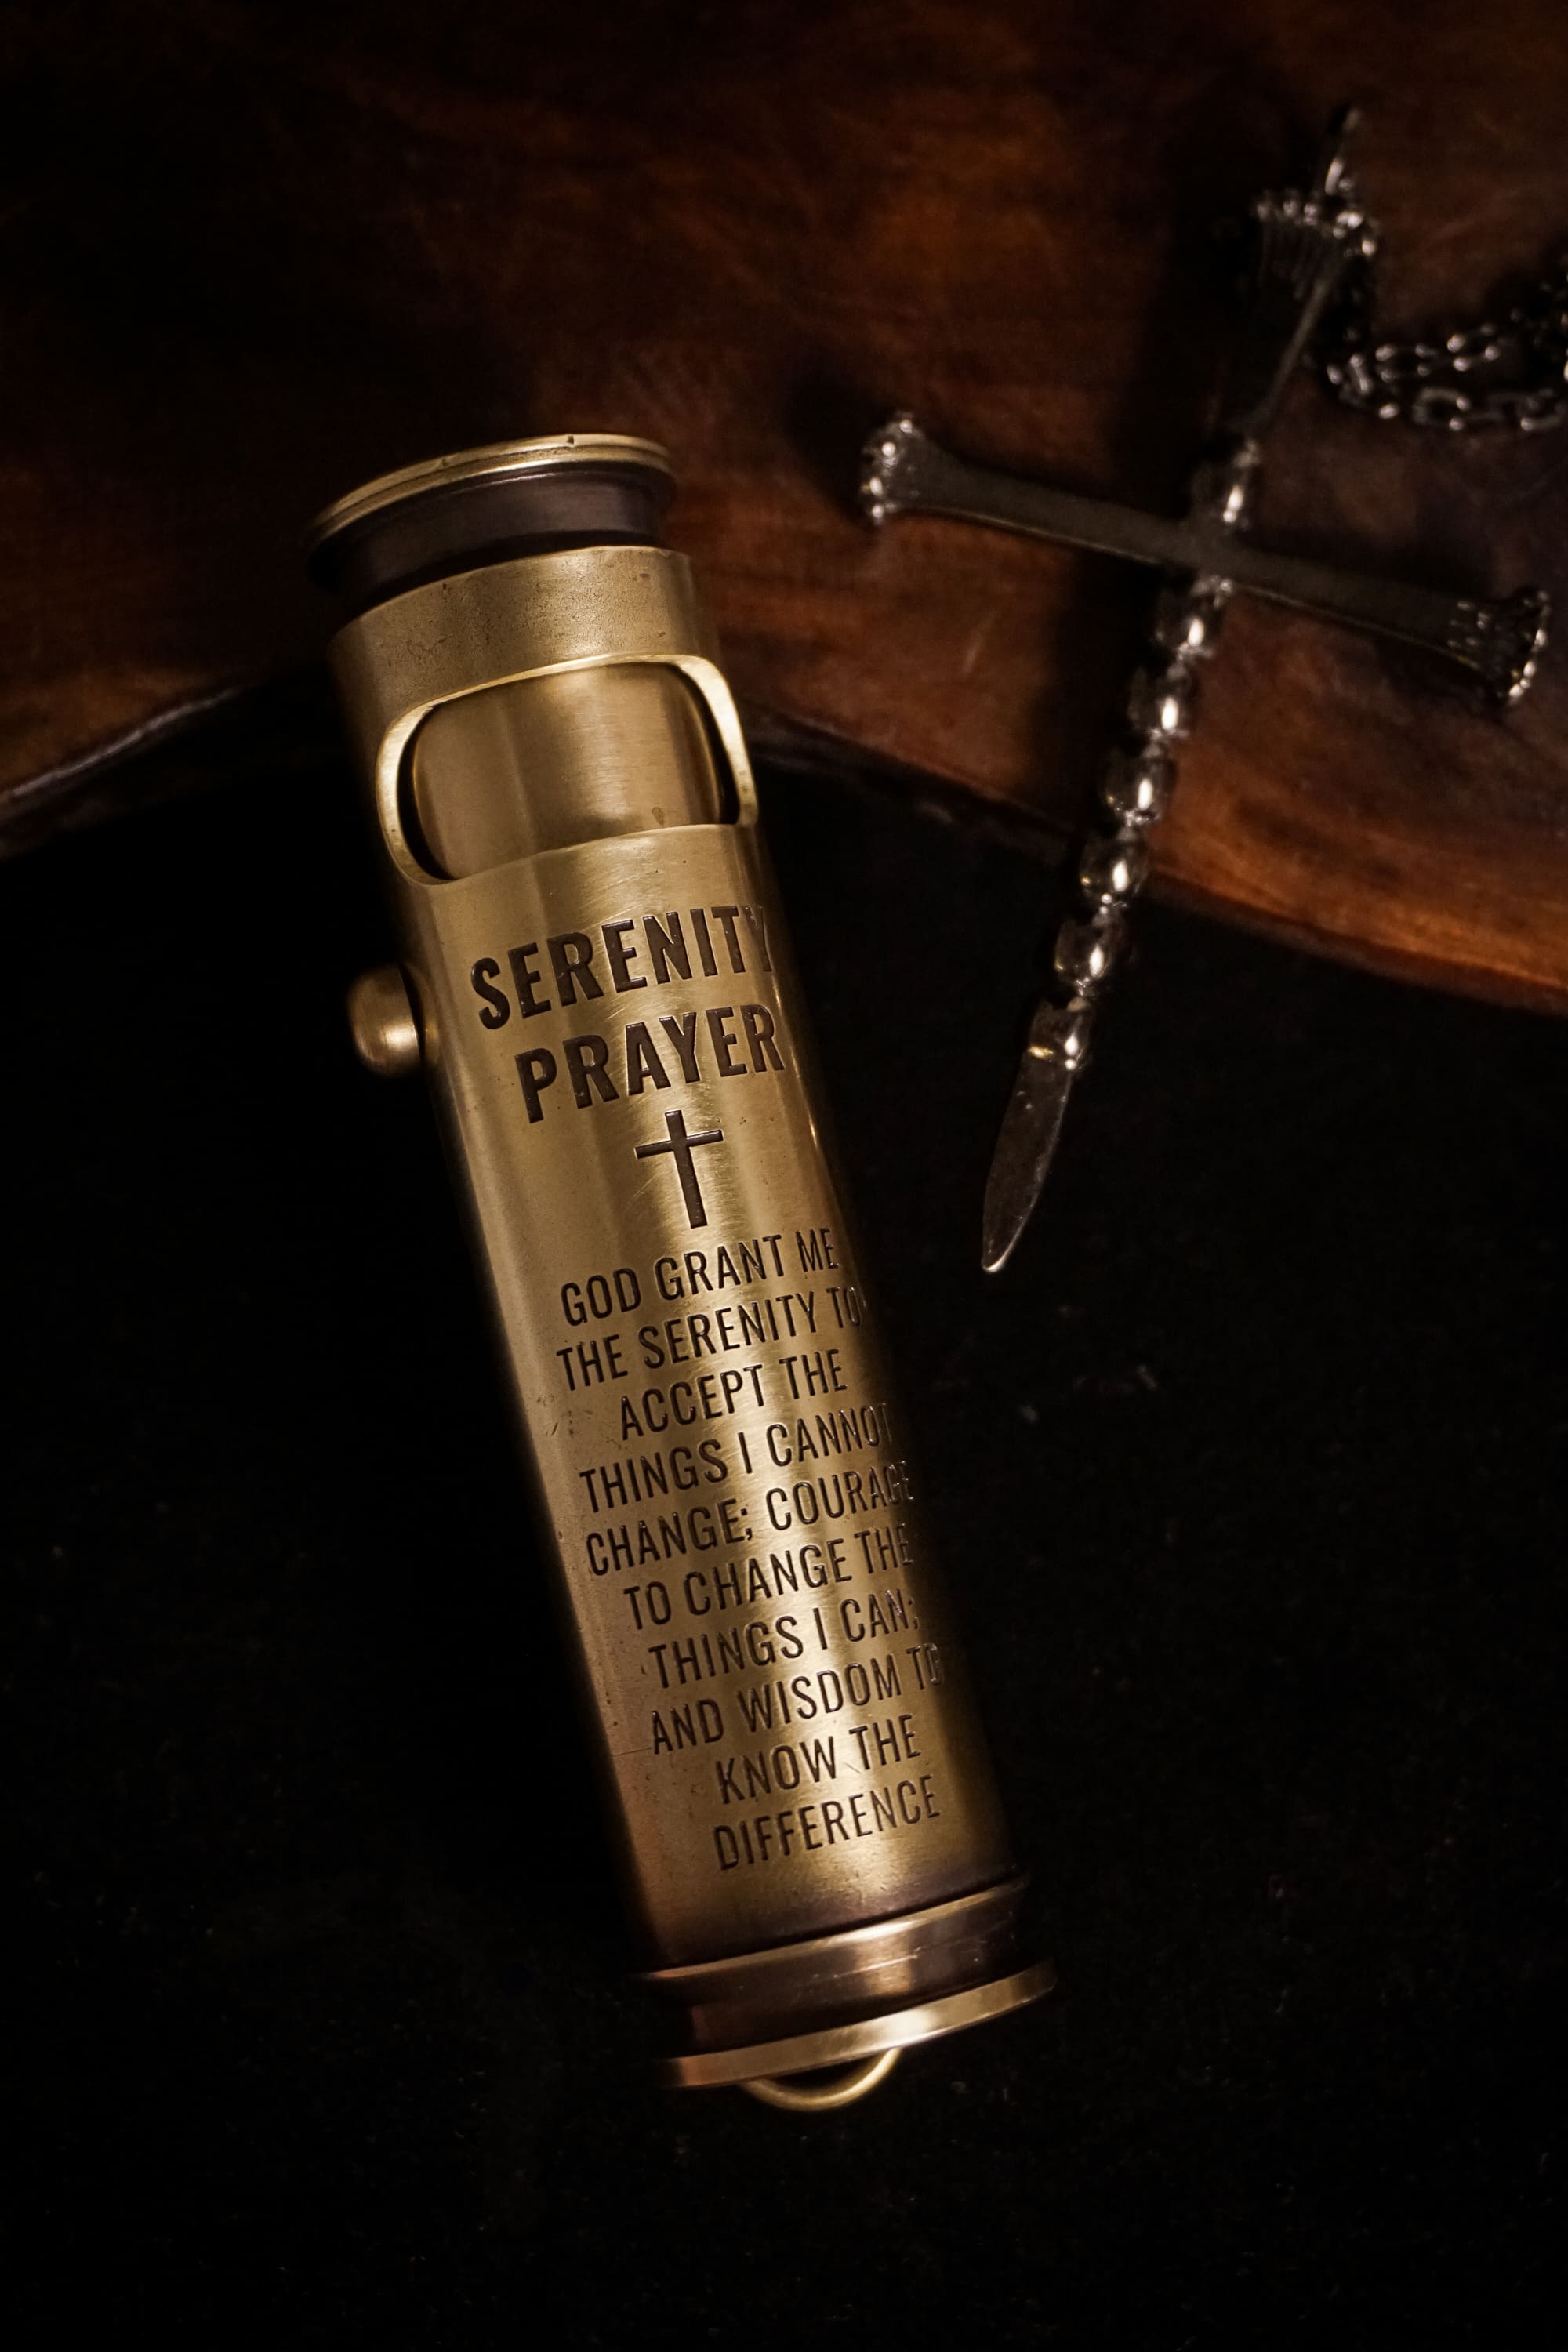 SERENITY
PRAYER
GOD GRANT ME
THE SERENITY TO
ACCEPT THE
THINGS I CANNOT
CHANGE; COURAGE
TO CHANGE THE
THINGS I CAN;
AND WISDOM TO
KNOW THE
DIFFERENCE